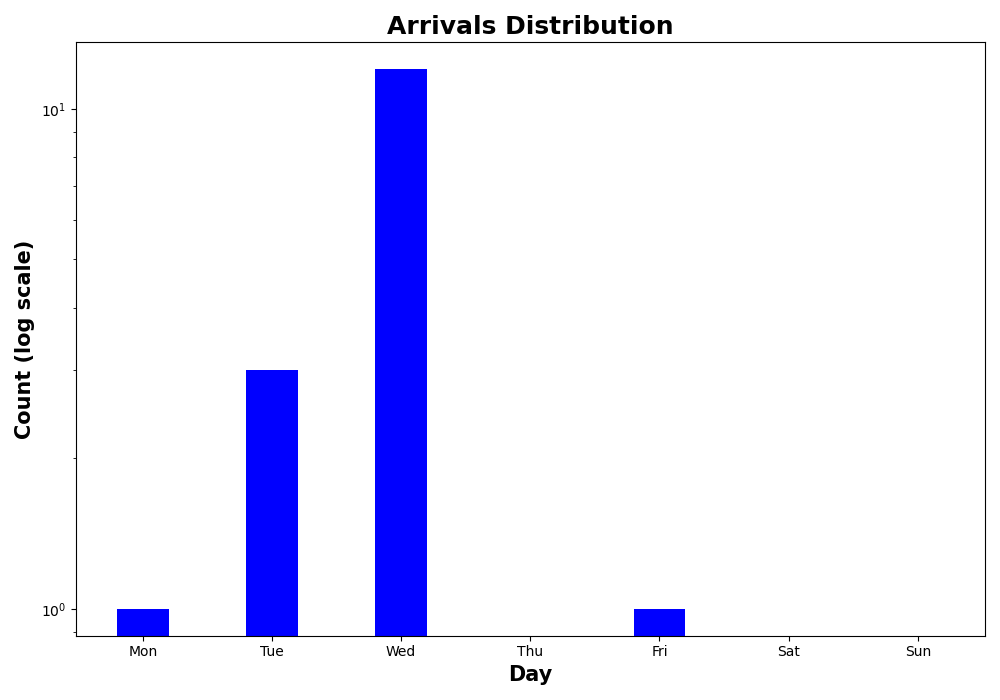 Arrivals Distribution
10¹
10⁰
Count (log scale)
Mon Tue Wed Thu Fri Sat Sun
Day